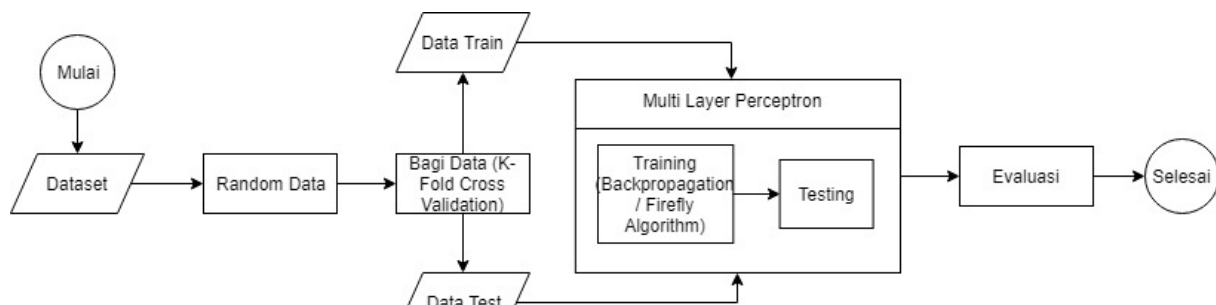 Mulai
Dataset
Random Data
Bagi Data (K-
Fold Cross
Validation)
Data Train
Data Test
Multi Layer Perceptron
Training
(Backpropagation
/ Firefly
Algorithm)
Testing
Evaluasi
Selesai